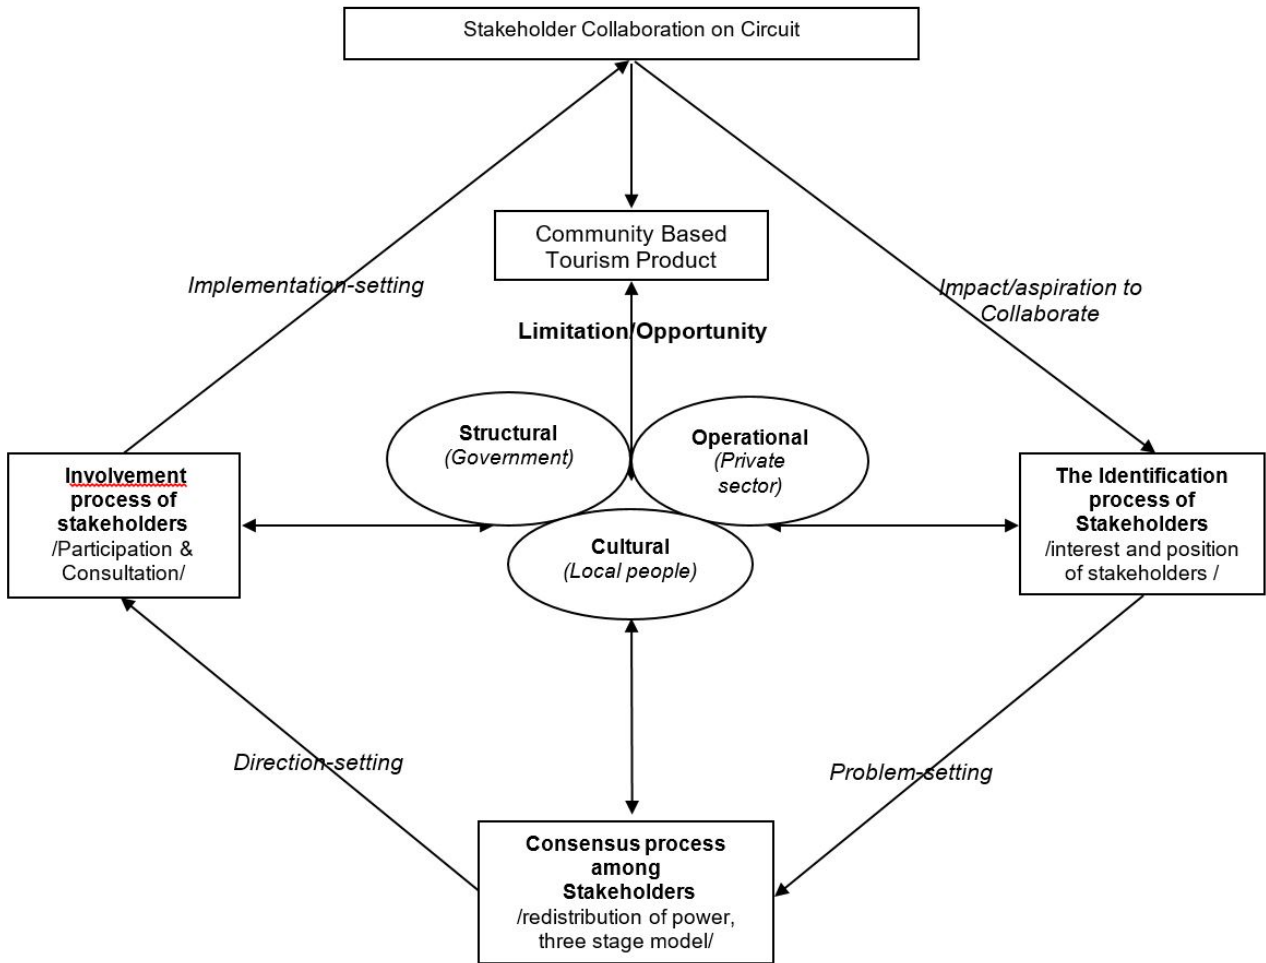 Stakeholder Collaboration on Circuit
Community Based
Tourism Product
Implementation-setting
Impact/aspiration to
Collaborate
Limitation/Opportunity
Structural
(Government)
Operational
(Private
sector)
Involvement
process of
stakeholders
/Participation &
Consultation/
The Identification
process of
Stakeholders
/interest and position
of stakeholders /
Cultural
(Local people)
Direction-setting
Problem-setting
Consensus process
among
Stakeholders
/redistribution of power,
three stage model/